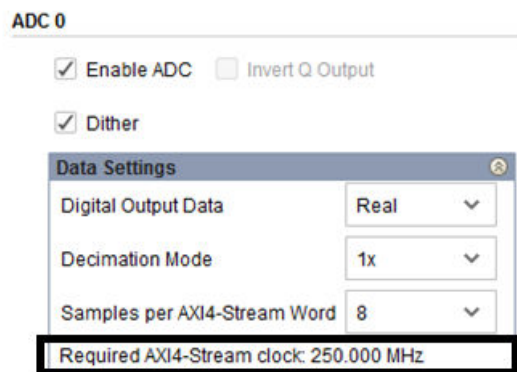 ADC 0
Enable ADC Invert Q Output
Dither
Data Settings
Digital Output Data Real
Decimation Mode 1x
Samples per AXI4-Stream Word 8
Required AXI4-Stream clock: 250.000 MHz